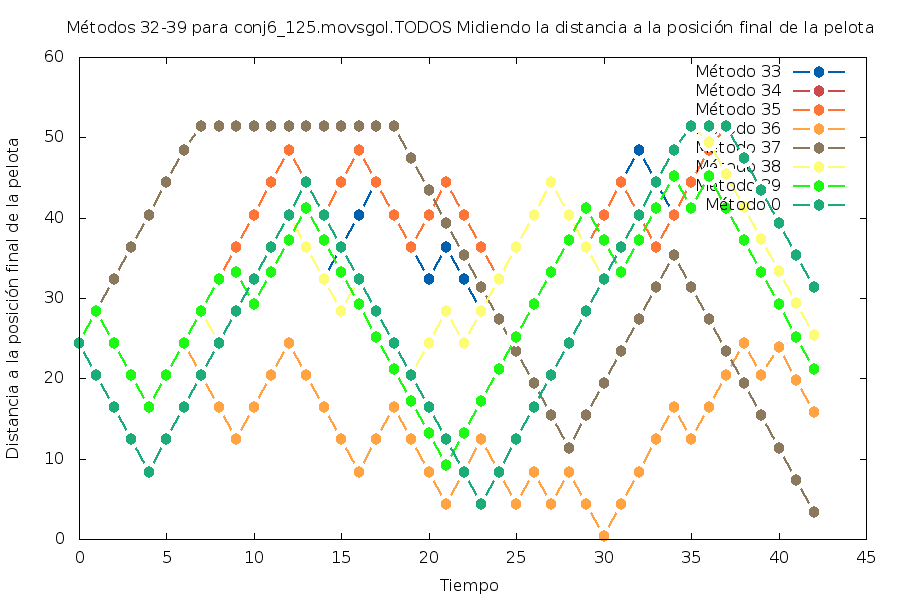 Métodos 32-39 para conj6_125.movsgol.TODOS Midiendo la distancia a la posición final de la pelota
Distancia a la posición final de la pelota
60
50
40
30
20
10
0
Método 33
Método 34
Método 35
Método 36
Método 37
Método 38
Método 39
Método 0
0 5 10 15 20 25 30 35 40 45
Tiempo